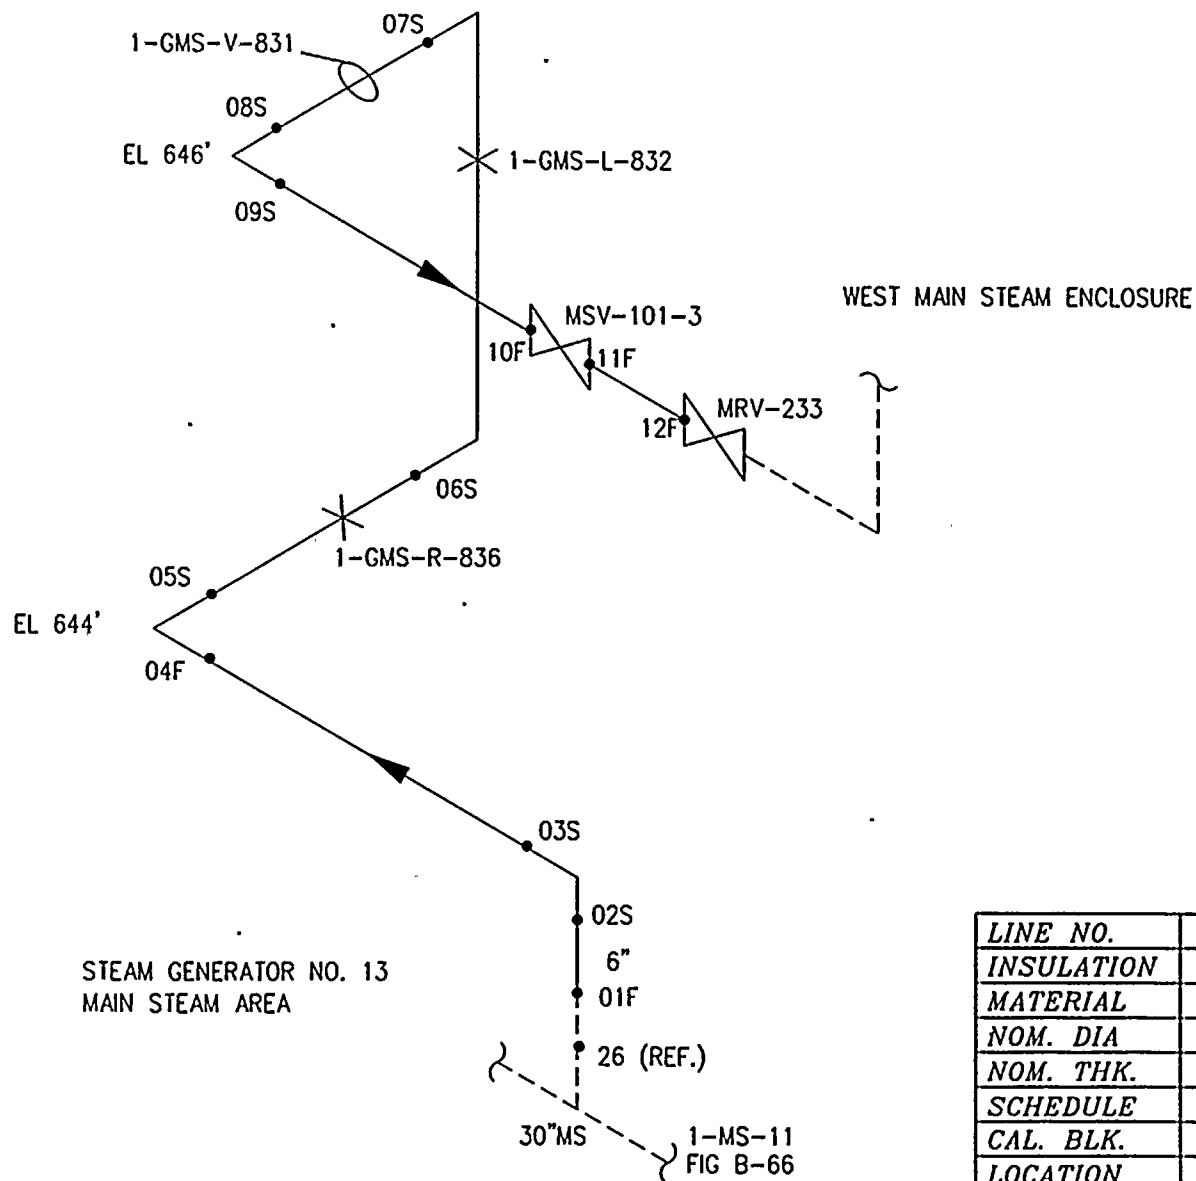 07S
1-GMS-V-831
08S
EL 646'
1-GMS-L-832
09S
WEST MAIN STEAM ENCLOSURE
MSV-101-3
10F
11F
MRV-233
12F
06S
1-GMS-R-836
05S
EL 644'
04F
03S
02S
6"
STEAM GENERATOR NO. 13
MAIN STEAM AREA
01F
26 (REF.)
30"MS
1-MS-11
FIG B-66
LINE NO.
INSULATION
MATERIAL
NOM. DIA
NOM. THK.
SCHEDULE
CAL. BLK.
LOCATION